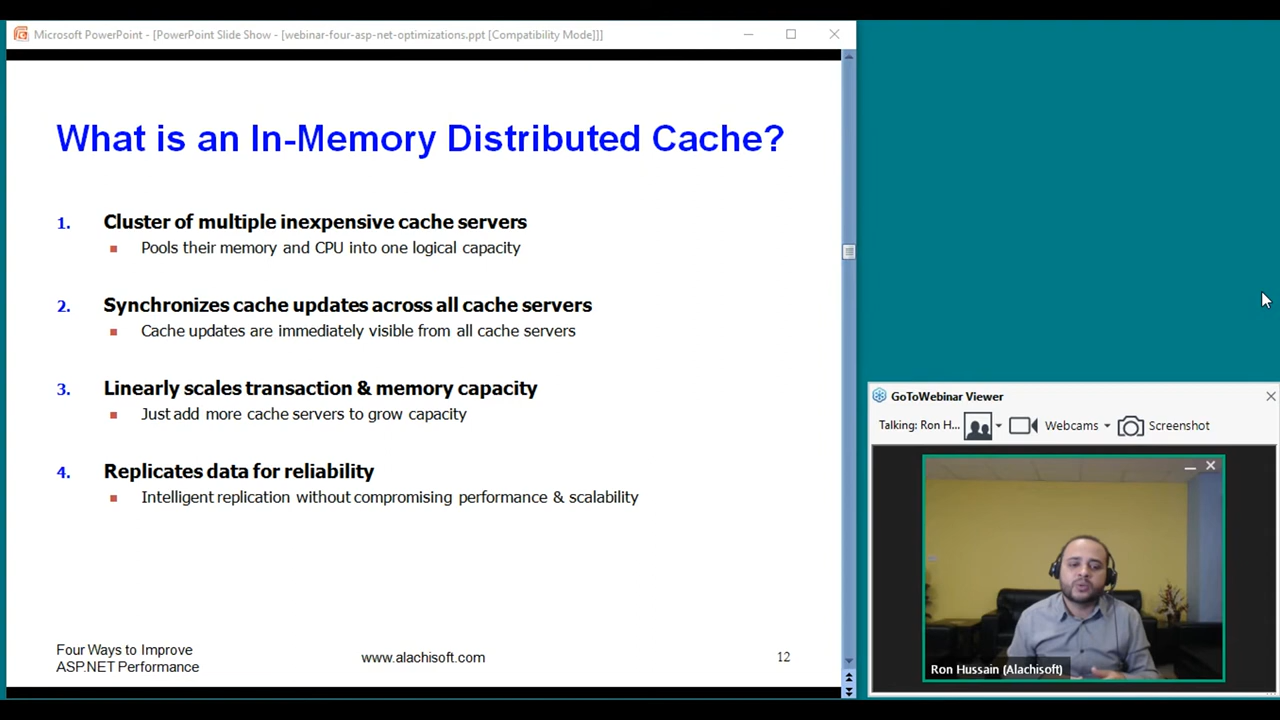 Microsoft PowerPoint - [PowerPoint Slide Show - [webinar-four-asp-net-optimizations.ppt [Compatibility Mode]]]
What is an In-Memory Distributed Cache?
1. Cluster of multiple inexpensive cache servers
Pools their memory and CPU into one logical capacity
2. Synchronizes cache updates across all cache servers
Cache updates are immediately visible from all cache servers
3. Linearly scales transaction & memory capacity
Just add more cache servers to grow capacity
4. Replicates data for reliability
Intelligent replication without compromising performance & scalability
Four Ways to Improve
ASP.NET Performance
www.alachisoft.com
12
GoToWebinar Viewer
Talking: Ron H...
Webcams
Screenshot
Ron Hussain (Alachisoft)